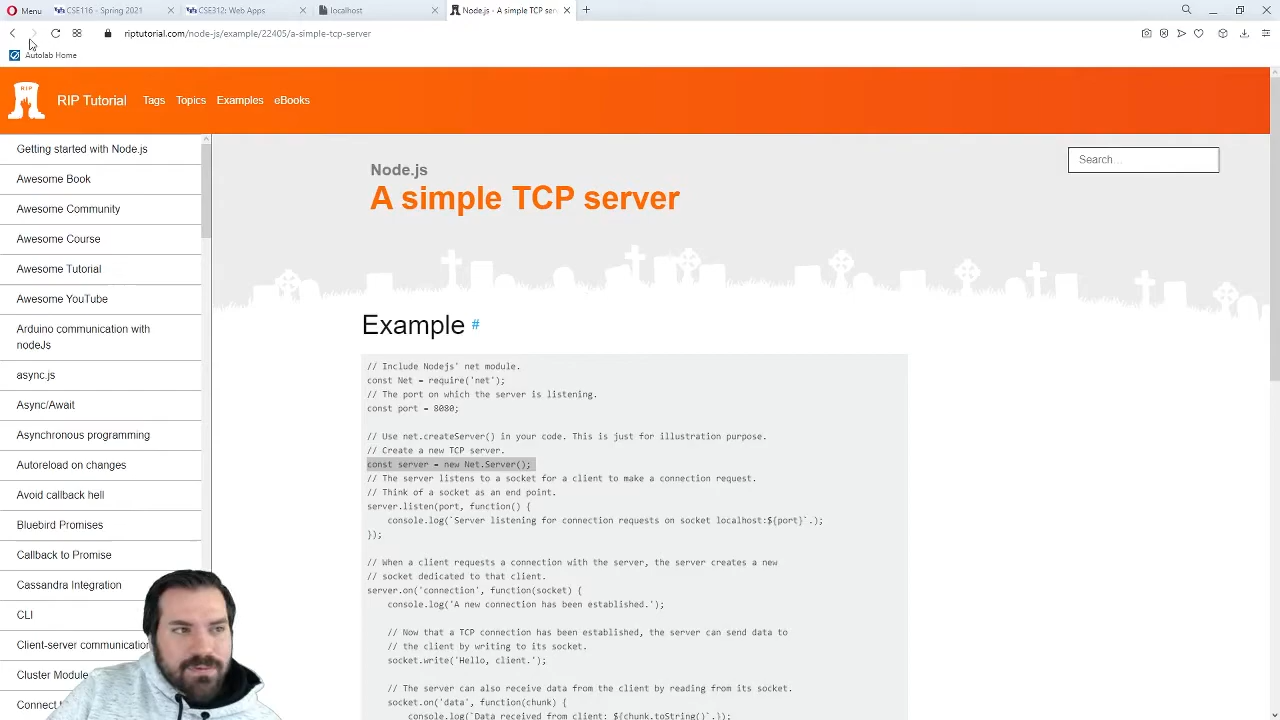 Menu
CSE116 - Spring 2021
CSE312: Web Apps
localhost
Node.js - A simple TCP ser
riptutorial.com/node-js/example/22405/a-simple-tcp-server
Autolab Home
RIP
RIP Tutorial
Tags
Topics
Examples
eBooks
Getting started with Node.js
Awesome Book
Awesome Community
Awesome Course
Awesome Tutorial
Awesome YouTube
Arduino communication with
nodeJs
async.js
Async/Await
Asynchronous programming
Autoreload on changes
Avoid callback hell
Bluebird Promises
Callback to Promise
Cassandra Integration
CLI
Client-server communication
Cluster Module
Connect
Node.js
A simple TCP server
Search...
Example #
// Include Nodejs' net module.
const Net = require('net');
// The port on which the server is listening.
const port = 8080;
// Use net.createServer() in your code. This is just for illustration purpose.
// Create a new TCP server.
const server = new Net.Server();
// The server listens to a socket for a client to make a connection request.
// Think of a socket as an end point.
server.listen(port, function() {
console.log(`Server listening for connection requests on socket localhost:${port}`.);
});
// When a client requests a connection with the server, the server creates a new
// socket dedicated to that client.
server.on('connection', function(socket) {
console.log('A new connection has been established.');
// Now that a TCP connection has been established, the server can send data to
// the client by writing to its socket.
socket.write('Hello, client.');
// The server can also receive data from the client by reading from its socket.
socket.on('data', function(chunk) {
console.log(`Data received from client: ${chunk.toString()`.});